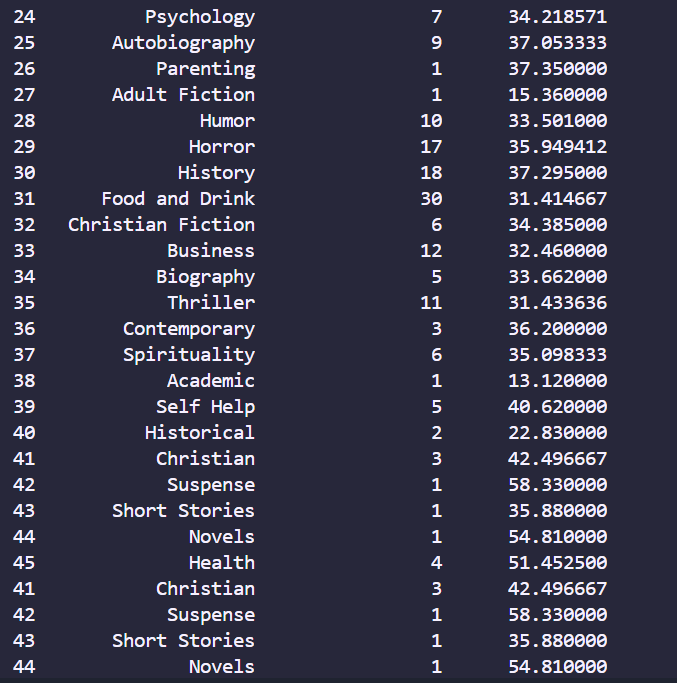 24 Psychology 7 34.218571
25 Autobiography 9 37.053333
26 Parenting 1 37.350000
27 Adult Fiction 1 15.360000
28 Humor 10 33.501000
29 Horror 17 35.949412
30 History 18 37.295000
31 Food and Drink 30 31.414667
32 Christian Fiction 6 34.385000
33 Business 12 32.460000
34 Biography 5 33.662000
35 Thriller 11 31.433636
36 Contemporary 3 36.200000
37 Spirituality 6 35.098333
38 Academic 1 13.120000
39 Self Help 5 40.620000
40 Historical 2 22.830000
41 Christian 3 42.496667
42 Suspense 1 58.330000
43 Short Stories 1 35.880000
44 Novels 1 54.810000
45 Health 4 51.452500
41 Christian 3 42.496667
42 Suspense 1 58.330000
43 Short Stories 1 35.880000
44 Novels 1 54.810000